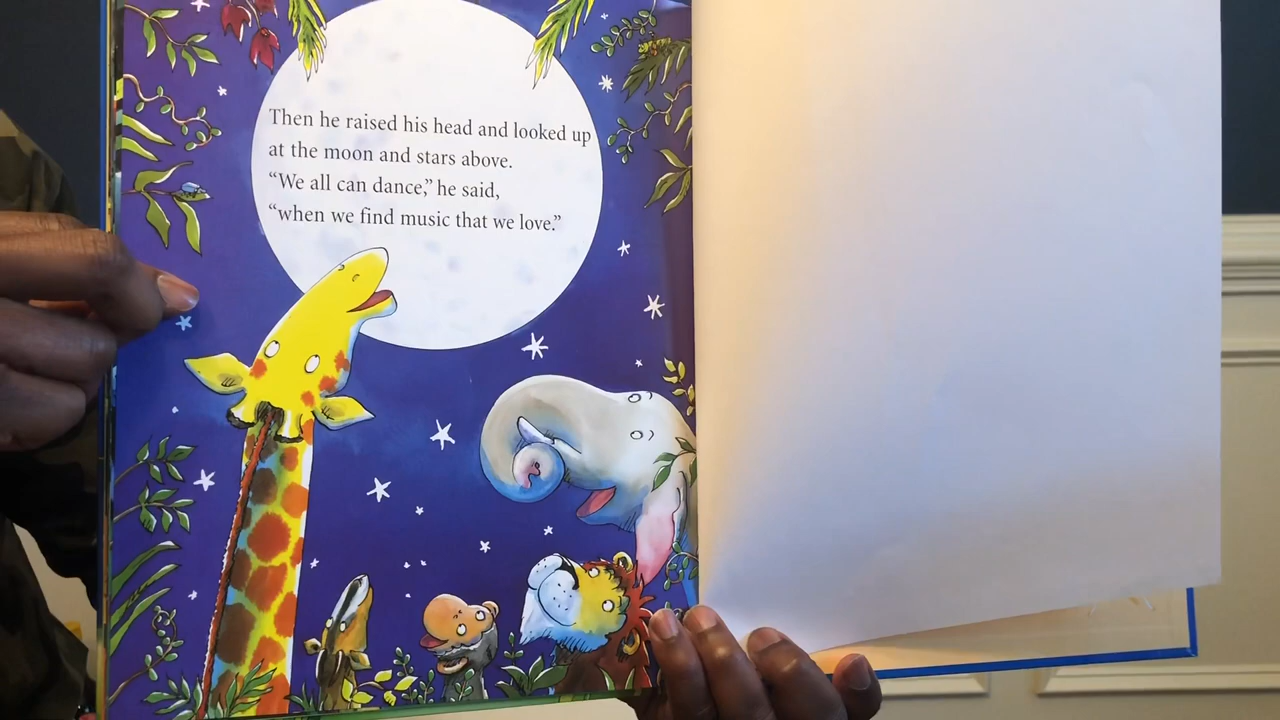 Then he raised his head and looked up
at the moon and stars above.
“We all can dance,” he said,
“when we find music that we love.”